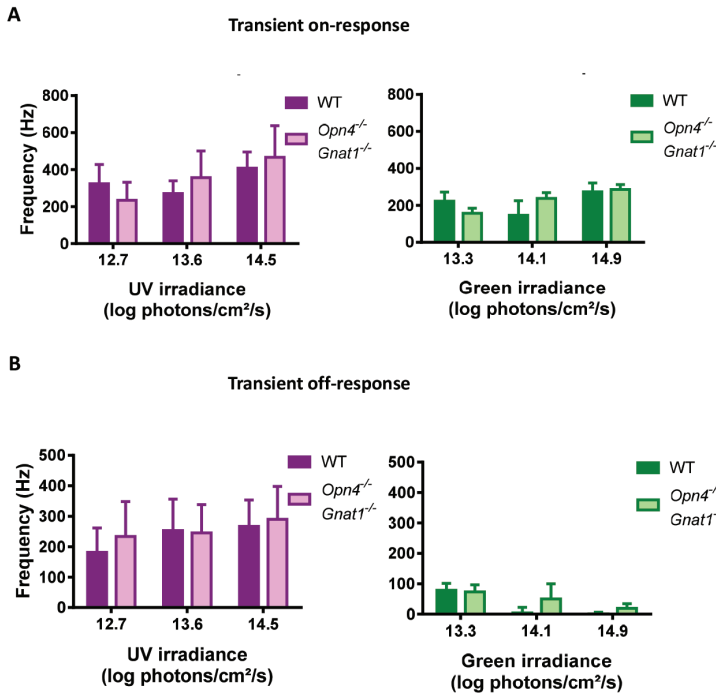 A
Transient on-response
Frequency (Hz)
800
600
400
200
0
12.7 13.6 14.5
UV irradiance
(log photons/cm²/s)
WT
Opn4-/-
Gnat1-/-
800
600
400
200
0
13.3 14.1 14.9
Green irradiance
(log photons/cm²/s)
WT
Opn4-/-
Gnat1-/-
B
Transient off-response
Frequency (Hz)
500
400
300
200
100
0
12.7 13.6 14.5
UV irradiance
(log photons/cm²/s)
WT
Opn4-/-
Gnat1-/-
500
400
300
200
100
0
13.3 14.1 14.9
Green irradiance
(log photons/cm²/s)
WT
Opn4-/
Gnat1-